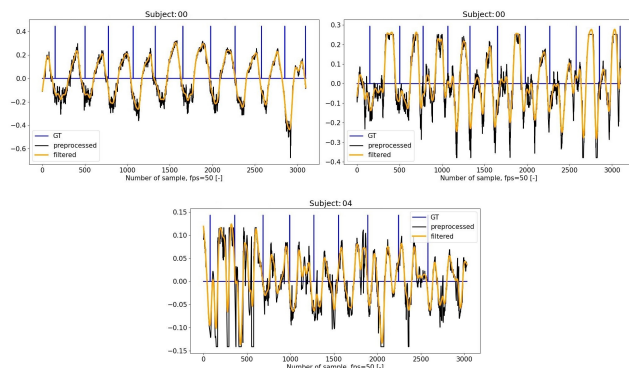 Subject:00
0.4
0.2
0.0
−0.2
−0.4
−0.6
GT
preprocessed
filtered
0 1000 2000 3000
Number of sample, fps=50 [-]
Subject:00
0.3
0.2
0.1
0.0
−0.1
−0.2
−0.3
−0.4
GT
preprocessed
filtered
0 500 1000 1500 2000 2500 3000
Number of sample, fps=50 [-]
Subject: 04
0.15
0.10
0.05
0.00
−0.05
−0.10
−0.15
GT
preprocessed
filtered
0 500 1000 1500 2000 2500 3000
Number of sample, fps=50 [-]